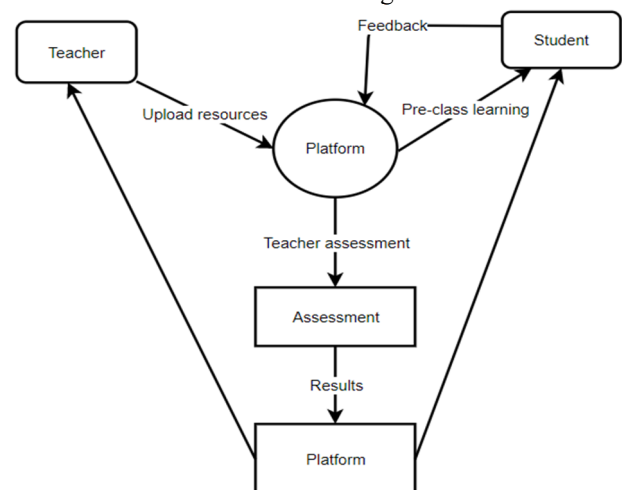 Feedback
Student
Teacher
Upload resources
Pre-class learning
Platform
Teacher assessment
Assessment
Results
Platform